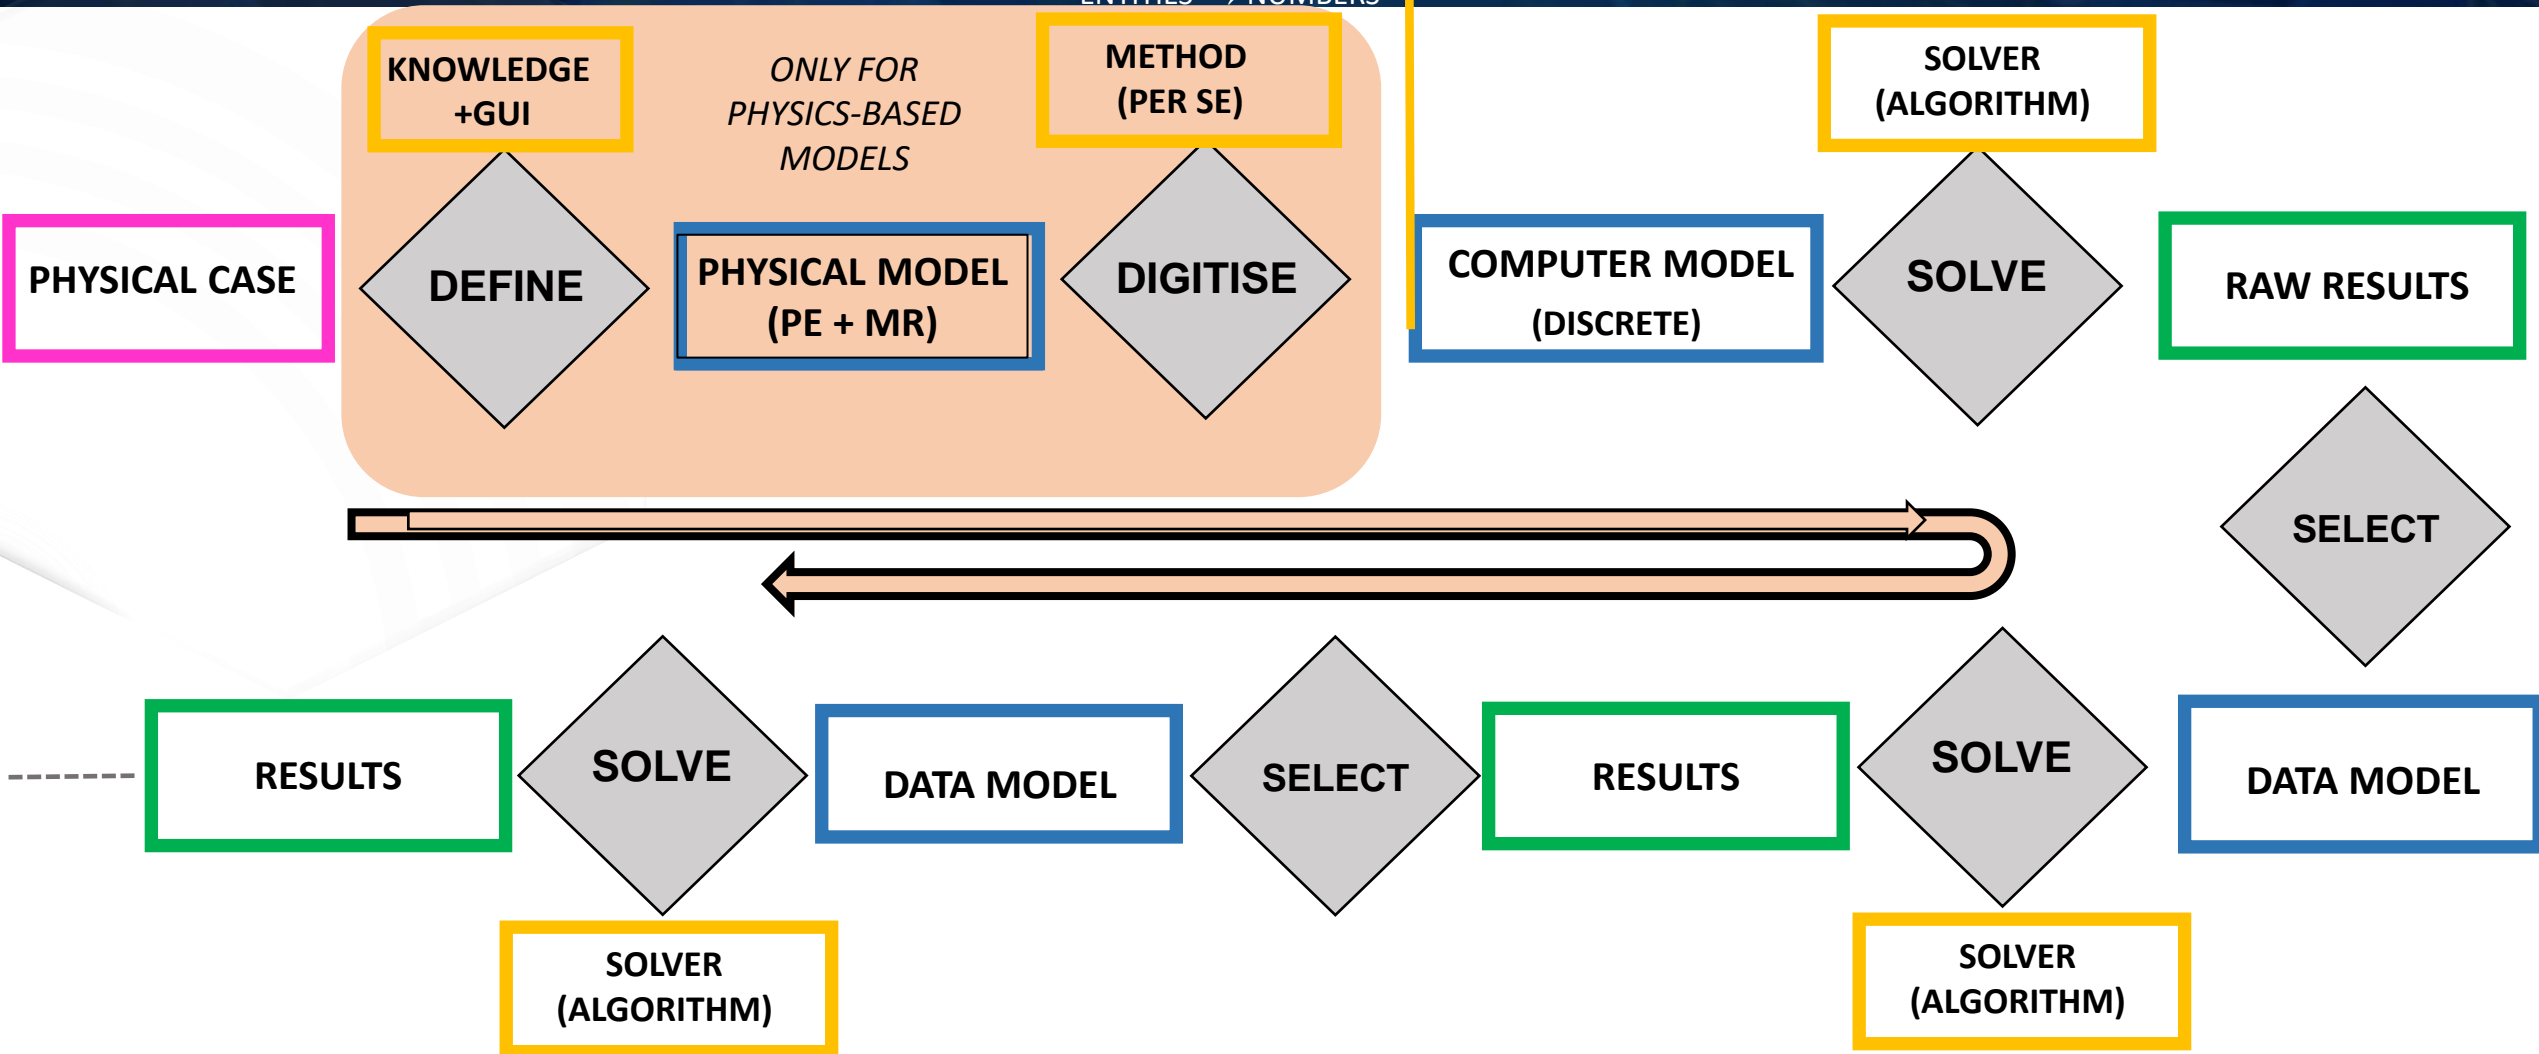 ENTITIES → NUMBERS
KNOWLEDGE
+GUI
ONLY FOR
PHYSICS-BASED
MODELS
METHOD
(PER SE)
SOLVER
(ALGORITHM)
PHYSICAL CASE
DEFINE
PHYSICAL MODEL
(PE + MR)
DIGITISE
COMPUTER MODEL
(DISCRETE)
SOLVE
RAW RESULTS
SELECT
RESULTS
SOLVE
DATA MODEL
SELECT
RESULTS
SOLVE
DATA MODEL
SOLVER
(ALGORITHM)
SOLVER
(ALGORITHM)